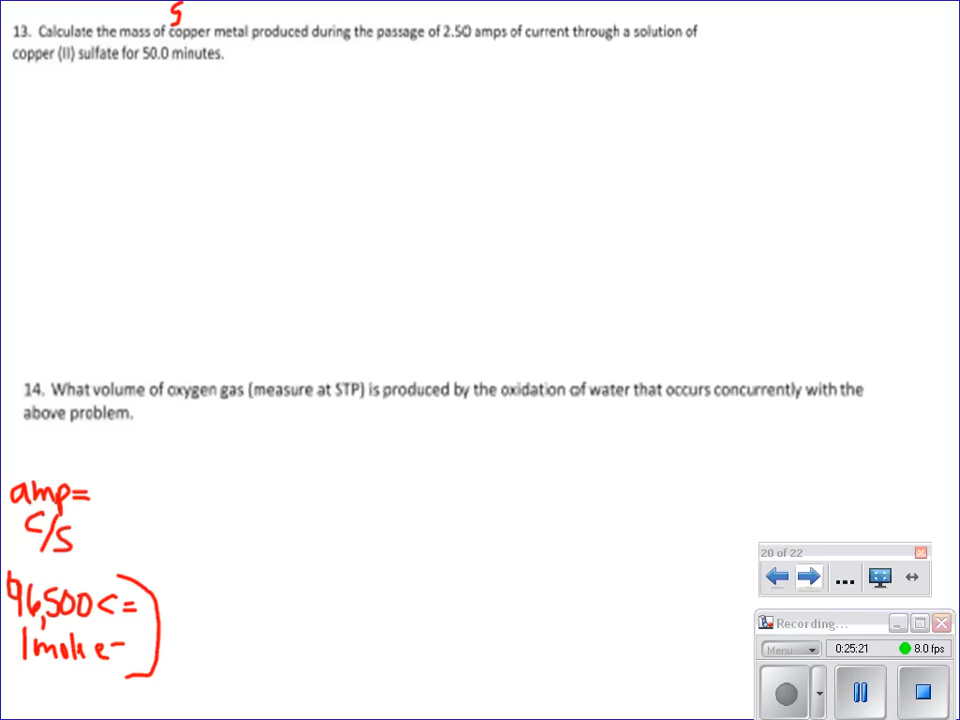 g
13. Calculate the mass of copper metal produced during the passage of 2.50 amps of current through a solution of
copper (II) sulfate for 50.0 minutes.
14. What volume of oxygen gas (measure at STP) is produced by the oxidation of water that occurs concurrently with the
above problem.
amp=
C/S
96,500 C =
1 mole e-
20 of 22
...
Recording...
Menu
0:25:21
8.0 fps